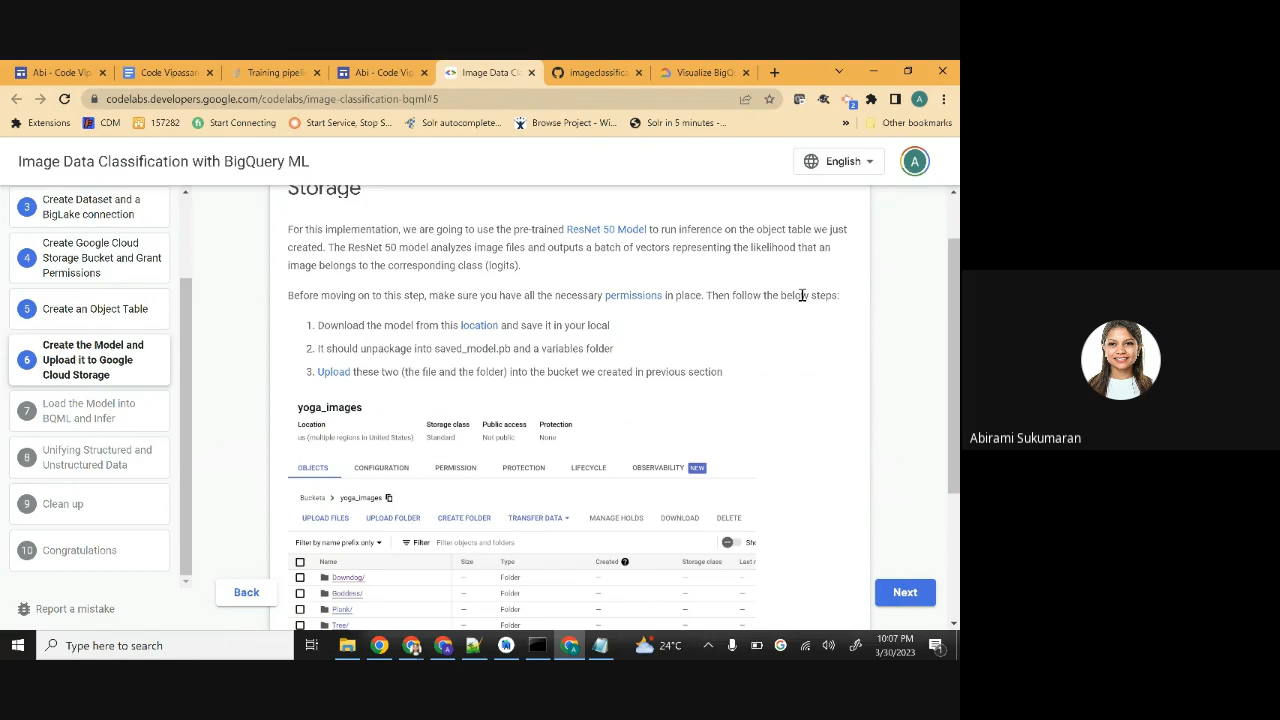 Abi - Code Vip
Code Vipassan
Training pipeli
Abi - Code Vip
Image Data Cl
imageclassifica
Visualize BigQ
codelabs.developers.google.com/codelabs/image-classification-bqml#5
Extensions
CDM
157282
Start Connecting
Start Service, Stop S...
Solr autocomplete...
Browse Project - Wi...
Solr in 5 minutes -...
»
Other bookmarks
Image Data Classification with BigQuery ML
English
A
3 Create Dataset and a
BigLake connection
4 Create Google Cloud
Storage Bucket and Grant
Permissions
5 Create an Object Table
6 Create the Model and
Upload it to Google
Cloud Storage
7 Load the Model into
BQML and Infer
8 Unifying Structured and
Unstructured Data
9 Clean up
10 Congratulations
Report a mistake
Storage
For this implementation, we are going to use the pre-trained ResNet 50 Model to run inference on the object table we just
created. The ResNet 50 model analyzes image files and outputs a batch of vectors representing the likelihood that an
image belongs to the corresponding class (logits).
Before moving on to this step, make sure you have all the necessary permissions in place. Then follow the below steps:
1. Download the model from this location and save it in your local
2. It should unpackage into saved_model.pb and a variables folder
3. Upload these two (the file and the folder) into the bucket we created in previous section
yoga_images
Location Storage class Public access Protection
us (multiple regions in United States) Standard Not public None
OBJECTS CONFIGURATION PERMISSION PROTECTION LIFECYCLE OBSERVABILITY NEW
Buckets > yoga_images
UPLOAD FILES UPLOAD FOLDER CREATE FOLDER TRANSFER DATA MANAGE HOLDS DOWNLOAD DELETE
Filter by name prefix only Filter Filter objects and folders Sho
Name Size Type Created Storage class Last r
Downdog/ — Folder — — —
Goddess/ — Folder — — —
Plank/ — Folder — — —
Tree/ — Folder — — —
Back
Next
Type here to search
24°C
10:07 PM
3/30/2023
Abirami Sukumaran